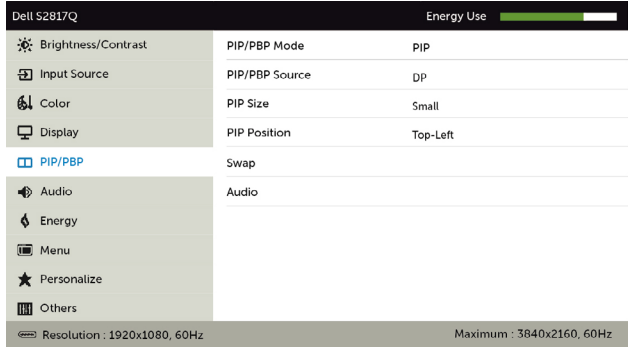 Dell S2817Q Energy Use
Brightness/Contrast PIP/PBP Mode PIP
Input Source PIP/PBP Source DP
Color PIP Size Small
Display PIP Position Top-Left
PIP/PBP Swap
Audio Audio
Energy
Menu
Personalize
Others
Resolution : 1920x1080, 60Hz Maximum : 3840x2160, 60Hz